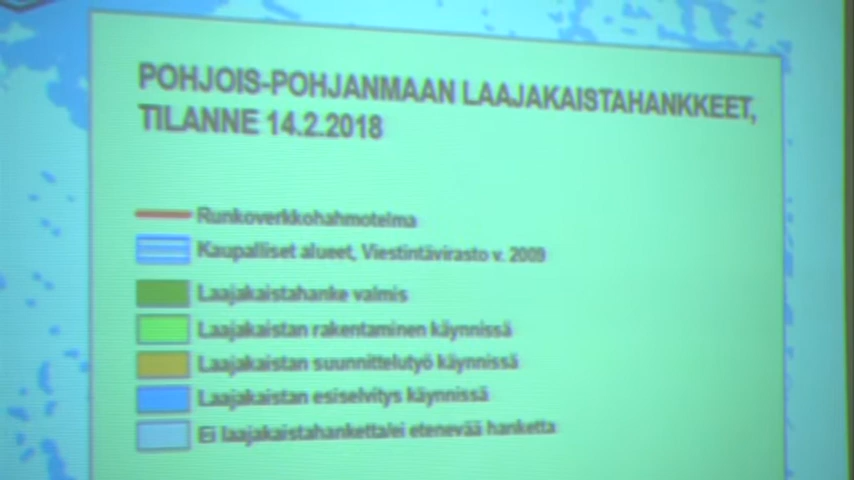 POHJOIS-POHJANMAAN LAAJAKAISTAHANKKEET,
TILANNE 14.2.2018
Runkoverkkohahmotelma
Kaupalliset alueet, Viestintävirasto v. 2009
Laajakaistahanke valmis
Laajakaistan rakentaminen käynnissä
Laajakaistan suunnittelutyö käynnissä
Laajakaistan esiselvitys käynnissä
Ei laajakaistahanketta/ei etenevää hanketta